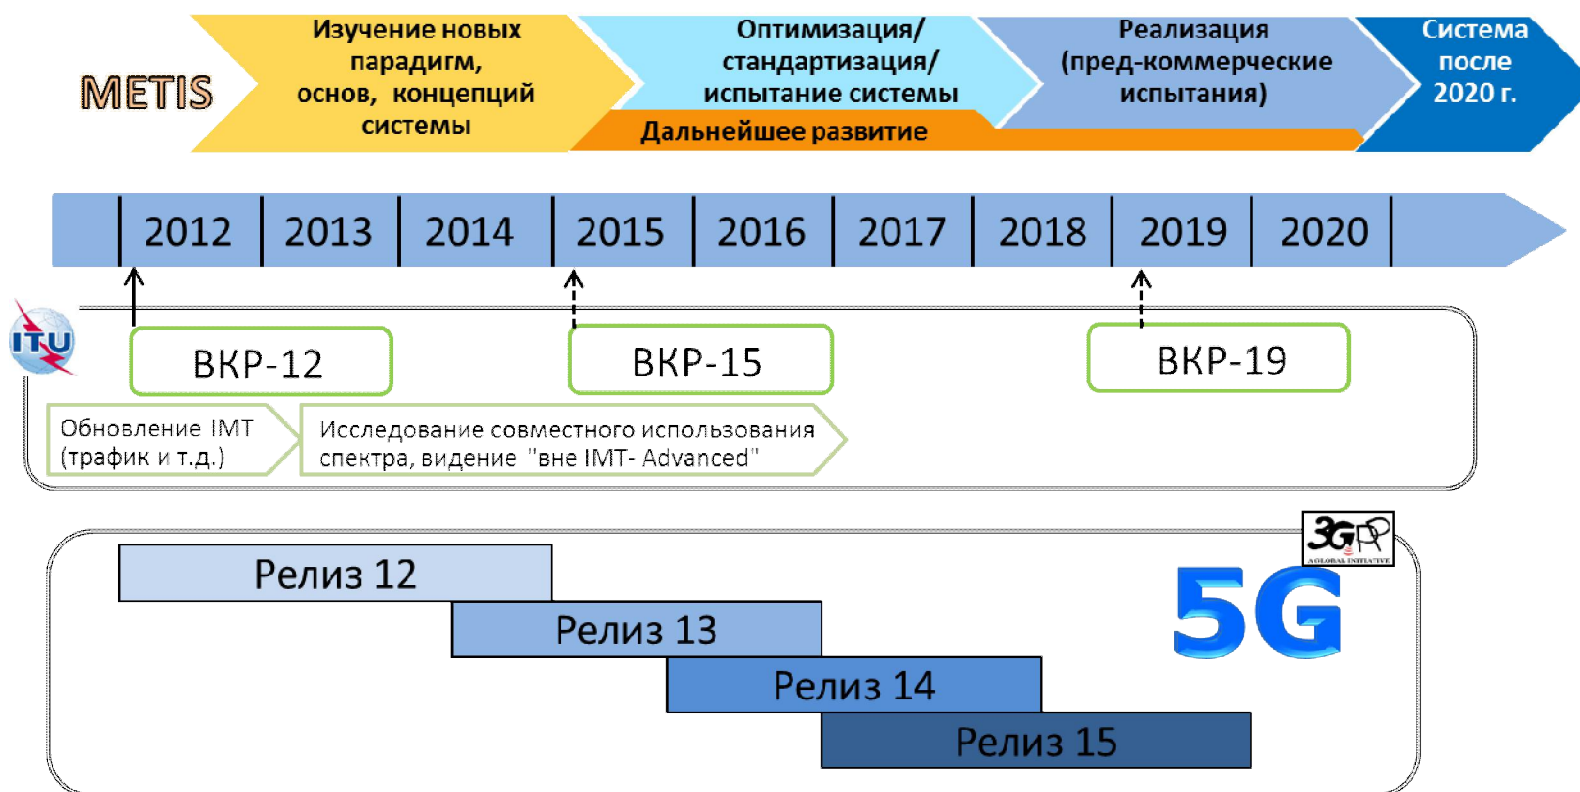 METIS
Изучение новых
парадигм,
основ, концепций
системы
Оптимизация/
стандартизация/
испытание системы
Реализация
(пред-коммерческие
испытания)
Система
после
2020 г.
Дальнейшее развитие
2012
2013
2014
2015
2016
2017
2018
2019
2020
ITU
ВКР-12
ВКР-15
ВКР-19
Обновление IMT
(трафик и т.д.)
Исследование совместного использования
спектра, видение "вне IMT- Advanced"
3GPP
A GLOBAL INITIATIVE
5G
Релиз 12
Релиз 13
Релиз 14
Релиз 15